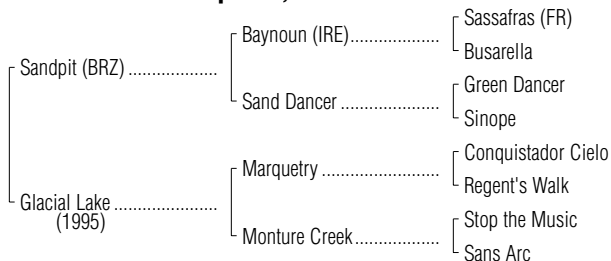 Sassafras (FR)
Baynoun (IRE)
Busarella
Sandpit (BRZ)
Green Dancer
Sand Dancer
Sinope
Conquistador Cielo
Marquetry
Regent's Walk
Glacial Lake
(1995)
Stop the Music
Monture Creek
Sans Arc